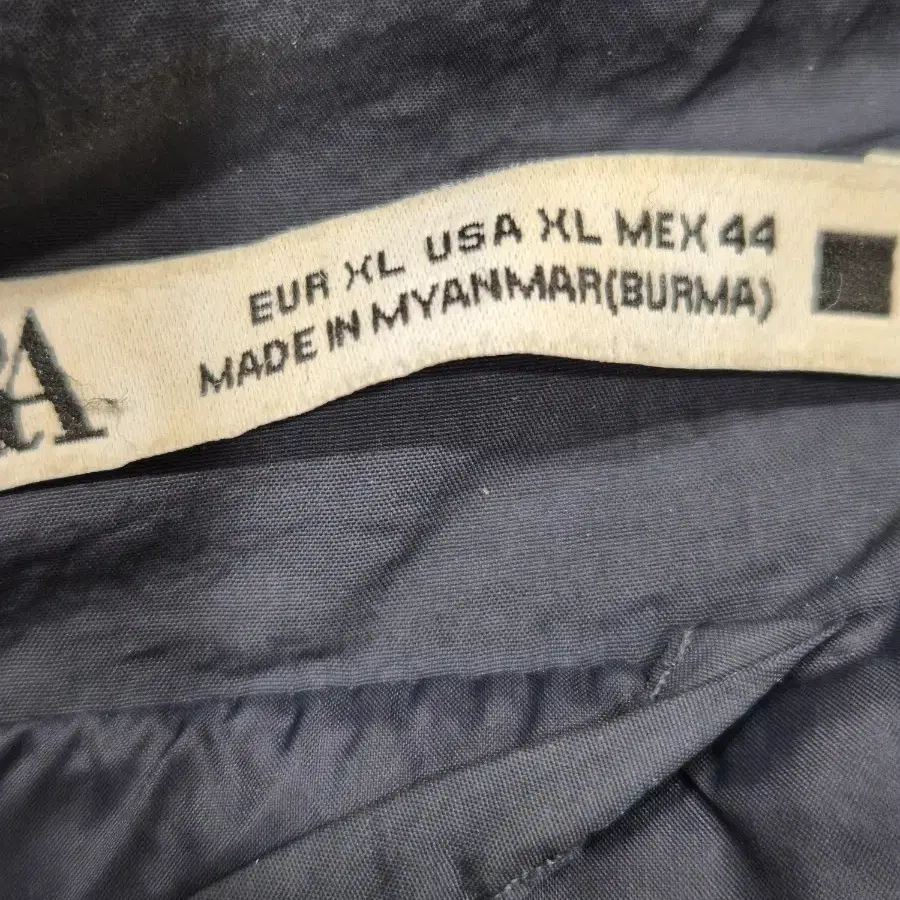 EUR XL USA XL MEX 44
MADE IN MYANMAR(BURMA)